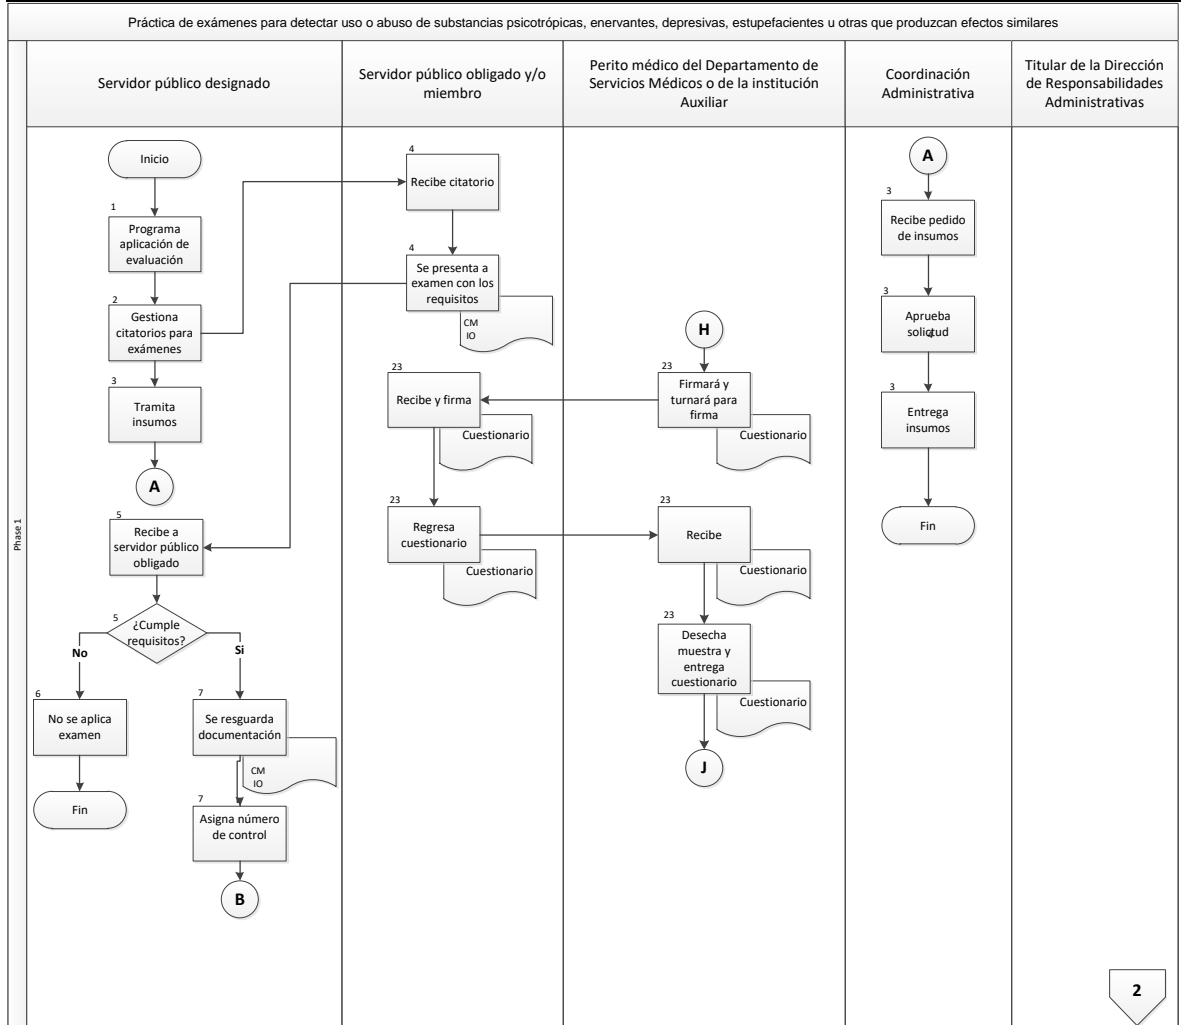 Práctica de exámenes para detectar uso o abuso de substancias psicotrópicas, enervantes, depresivas, estupefacientes u otras que produzcan efectos similares
Phase 1
Servidor público designado
Servidor público obligado y/o
miembro
Perito médico del Departamento de
Servicios Médicos o de la institución
Auxiliar
Coordinación
Administrativa
Titular de la Dirección
de Responsabilidades
Administrativas
Inicio
1
Programa
aplicación de
evaluación
2
Gestiona
citatorios para
exámenes
3
Tramita
insumos
A
5
Recibe a
servidor público
obligado
5
¿Cumple
requisitos?
No
Si
6
No se aplica
examen
Fin
7
Se resguarda
documentación
CM
IO
7
Asigna número
de control
B
4
Recibe citatorio
4
Se presenta a
examen con los
requisitos
CM
IO
23
Recibe y firma
Cuestionario
23
Regresa
cuestionario
Cuestionario
H
23
Firmará y
turnará para
firma
Cuestionario
23
Recibe
Cuestionario
23
Desecha
muestra y
entrega
cuestionario
Cuestionario
J
A
3
Recibe pedido
de insumos
3
Aprueba
solicitud
4
3
Entrega
insumos
Fin
2